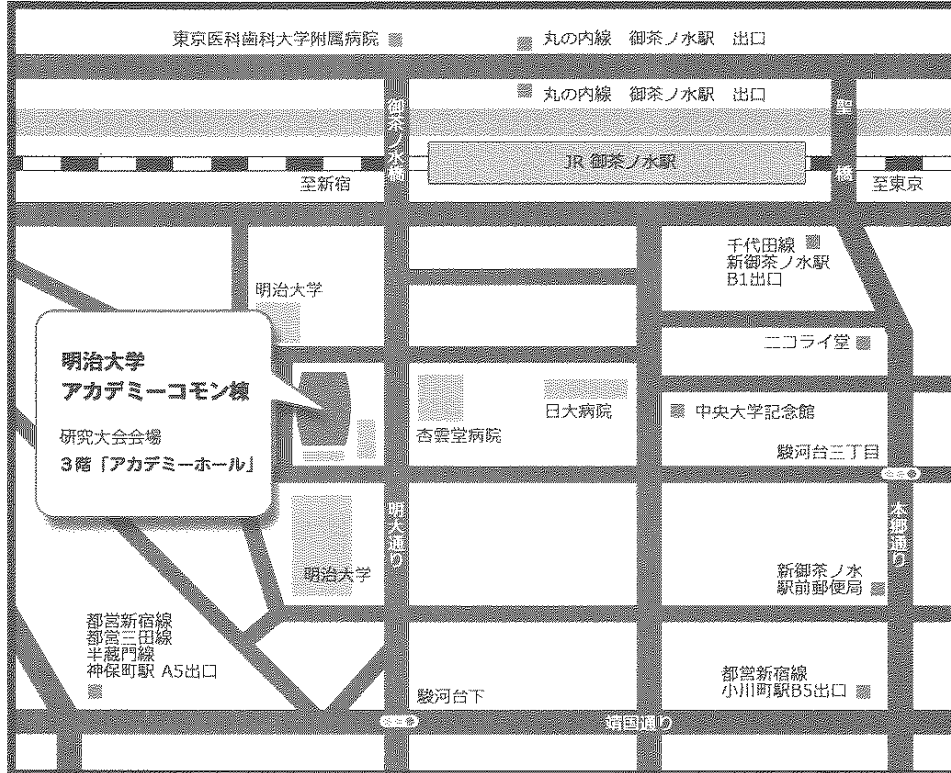 東京医科歯科大学附属病院
丸の内線　御茶ノ水駅　出口
丸の内線　御茶ノ水駅　出口
御茶ノ水橋
聖橋
JR 御茶ノ水駅
至新宿
至東京
千代田線
新御茶ノ水駅
B1出口
明治大学
ニコライ堂
明治大学
アカデミーコモン棟
研究大会会場
3階「アカデミーホール」
杏雲堂病院
日大病院
中央大学記念館
駿河台三丁目
明大通り
本郷通り
明治大学
新御茶ノ水
駅前郵便局
都営新宿線
都営三田線
半蔵門線
神保町駅 A5出口
駿河台下
都営新宿線
小川町駅B5出口
靖国通り